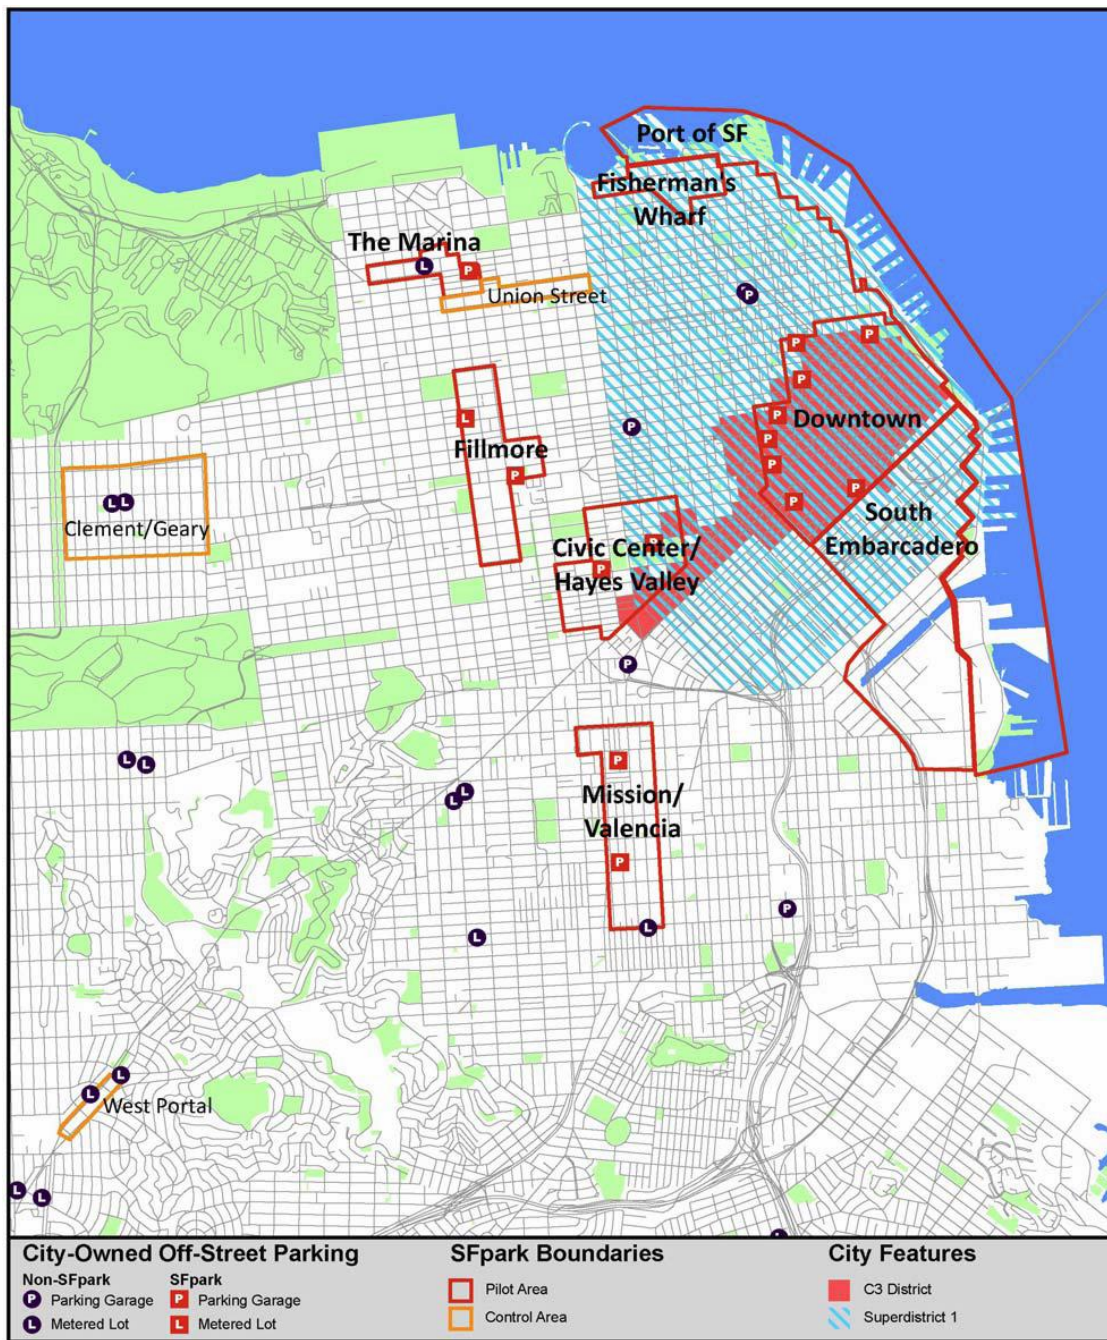 Port of SF
Fisherman's
Wharf
The Marina
Union Street
P
L
P
P
P
P
P
L
P
P
Downtown
Fillmore
P
P
P
P
P
L
L
Clement/Geary
South
Embarcadero
P
Civic Center/
Hayes Valley
P
P
L
L
P
L
L
Mission/
Valencia
P
P
L
L
L
L
West Portal
L
L
City-Owned Off-Street Parking
Non-SFpark
SFpark
P Parking Garage
P Parking Garage
L Metered Lot
L Metered Lot
SFpark Boundaries
Pilot Area
Control Area
City Features
C3 District
Superdistrict 1